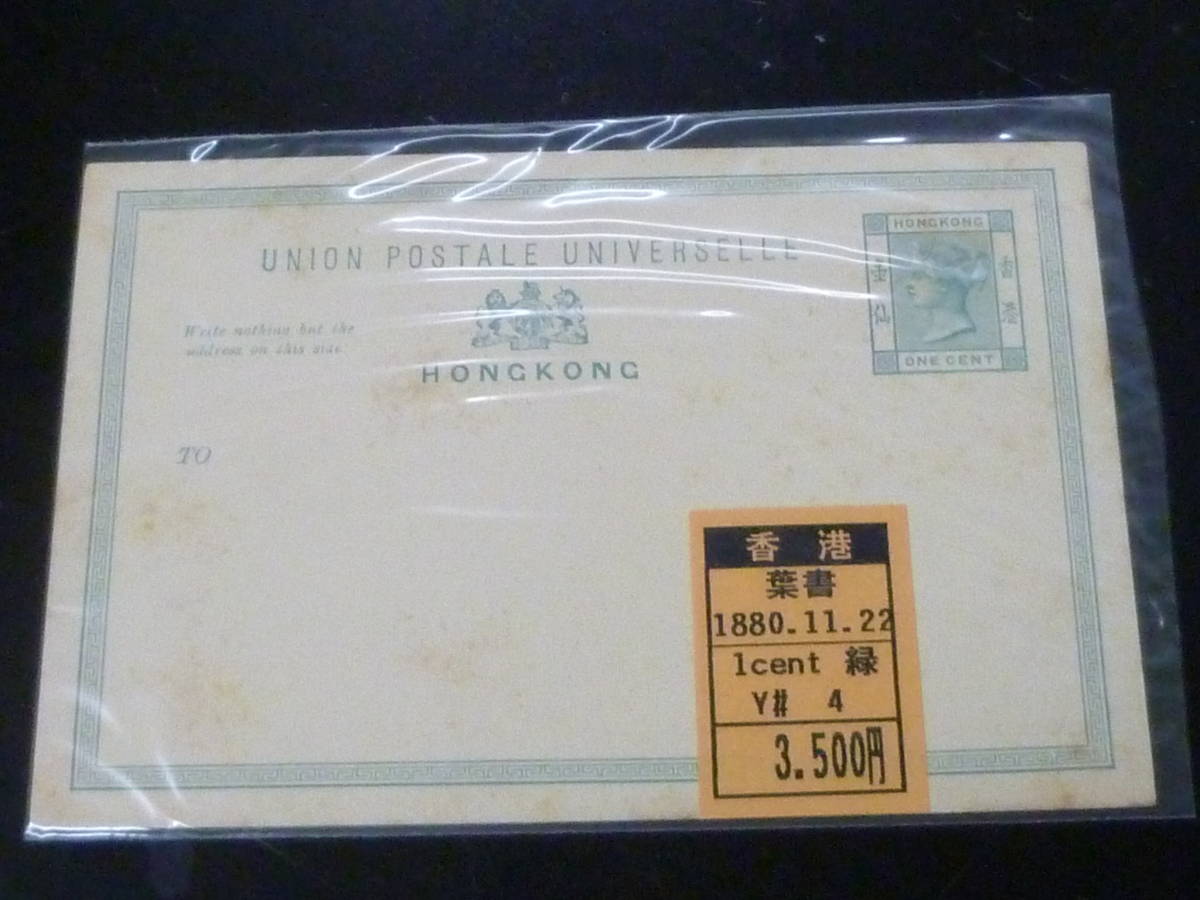 UNION POSTALE UNIVERSELLE
HONGKONG
壹仙
香港
ONE CENT
Write nothing but the
address on this side.
HONGKONG
TO
香 港
葉書
1880.11.22
1cent 緑
Y# 4
3.500円